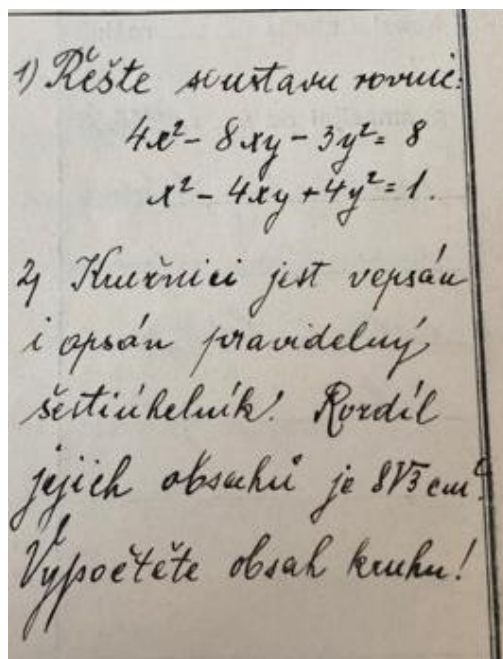 1) Řešte soustavu rovnic:
4x² - 8xy - 3y² = 8
x² - 4xy + 4y² = 1.
2) Kružnici jest vepsán
i opsán pravidelný
šestiúhelník! Rozdíl
jejich obsahů je 8√3 cm².
Vypočtěte obsah kruhu!